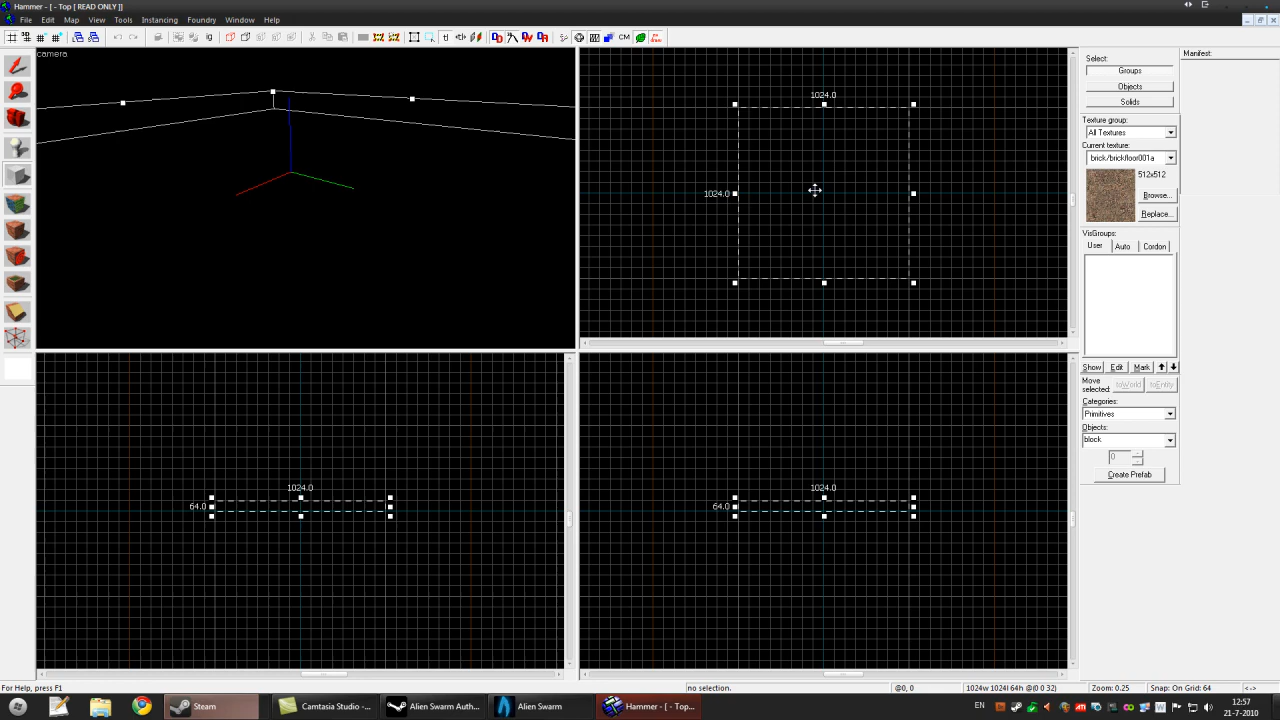 Hammer - [ - Top [ READ ONLY ]]
File Edit Map View Tools Instancing Foundry Window Help
CM
camera
1024.0
1024.0
1024.0
64.0
1024.0
64.0
Select:
Groups
Objects
Solids
Texture group:
All Textures
Current texture:
brick/brickfloor001a
512x512
Browse...
Replace...
VisGroups:
User Auto Cordon
Show Edit Mark
Move selected:
toWorld toEntity
Categories:
Primitives
Objects:
block
0
Create Prefab
Manifest:
For Help, press F1
no selection.
@0, 0
1024w 1024l 64h @(0 0 32)
Zoom: 0.25
Snap: On Grid: 64
<->
Steam
Camtasia Studio -...
Alien Swarm Auth...
Alien Swarm
Hammer - [ - Top...
EN
12:57
21-7-2010